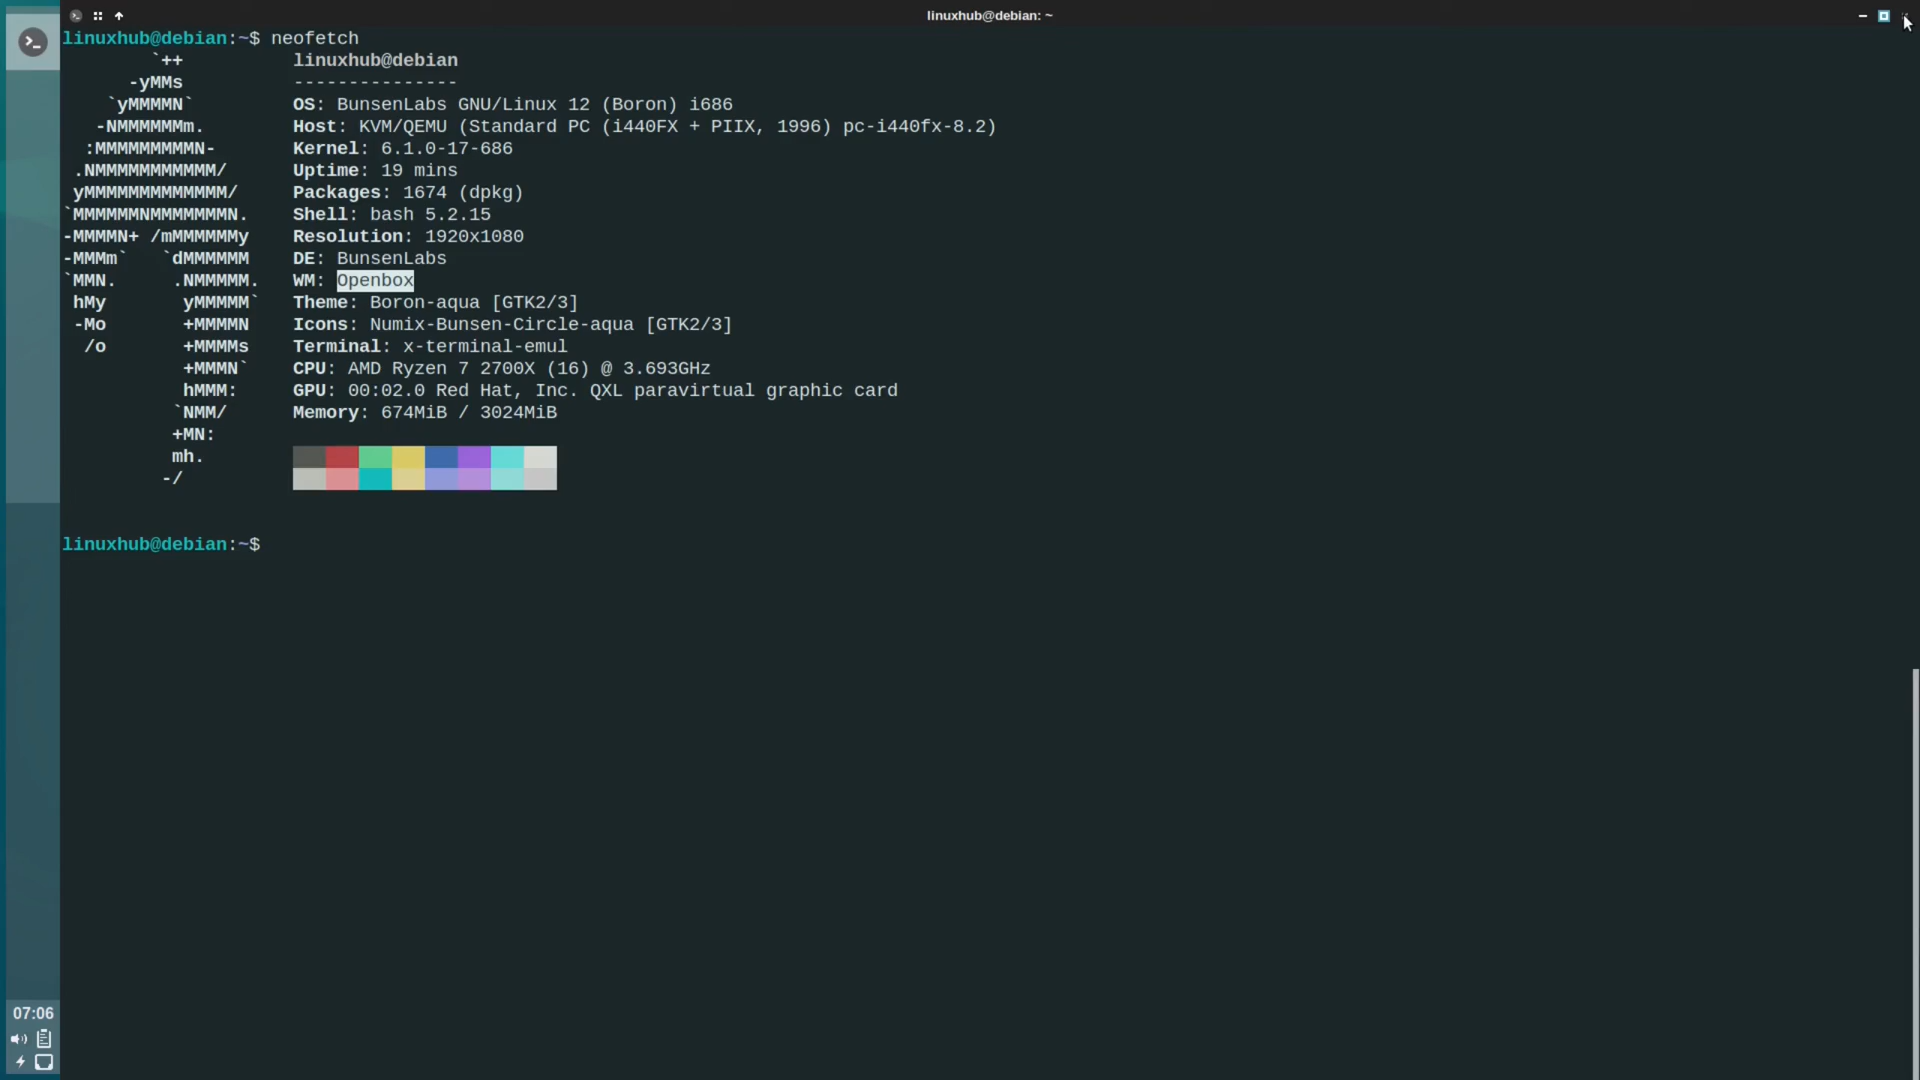 linuxhub@debian: ~
linuxhub@debian:~$ neofetch
         `++          linuxhub@debian
      -yMMs           ---------------
    `yMMMMN`          OS: BunsenLabs GNU/Linux 12 (Boron) i686
   -NMMMMMMm.         Host: KVM/QEMU (Standard PC (i440FX + PIIX, 1996) pc-i440fx-8.2)
  :MMMMMMMMMN-        Kernel: 6.1.0-17-686
 .NMMMMMMMMMMM/       Uptime: 19 mins
 yMMMMMMMMMMMMM/      Packages: 1674 (dpkg)
`MMMMMMNMMMMMMMN.     Shell: bash 5.2.15
-MMMMN+ /mMMMMMMy     Resolution: 1920x1080
-MMMm`   `dMMMMMM     DE: BunsenLabs
`MMN.     .NMMMMM.    WM: Openbox
 hMy       yMMMMM`    Theme: Boron-aqua [GTK2/3]
 -Mo       +MMMMN     Icons: Numix-Bunsen-Circle-aqua [GTK2/3]
  /o       +MMMMs     Terminal: x-terminal-emul
           +MMMN`     CPU: AMD Ryzen 7 2700X (16) @ 3.693GHz
           hMMM:      GPU: 00:02.0 Red Hat, Inc. QXL paravirtual graphic card
          `NMM/       Memory: 674MiB / 3024MiB
          +MN:
          mh.
         -/
linuxhub@debian:~$
07:06